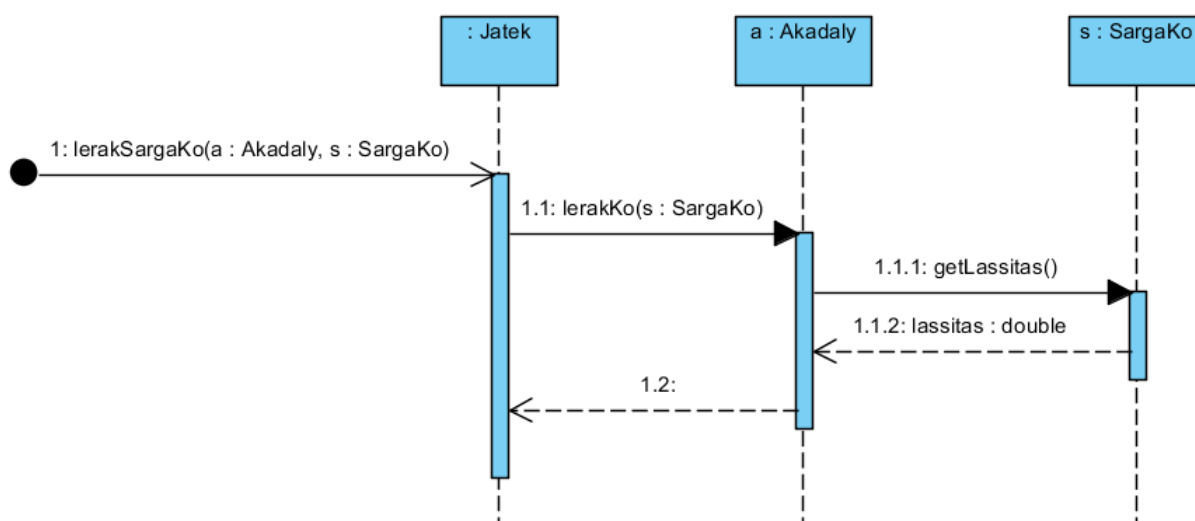 : Jatek
a : Akadaly
s : SargaKo
1: lerakSargaKo(a : Akadaly, s : SargaKo)
1.1: lerakKo(s : SargaKo)
1.1.1: getLassitas()
1.1.2: lassitas : double
1.2: